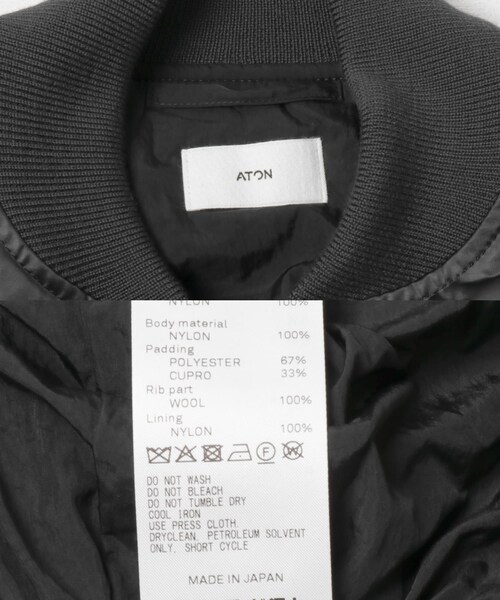 ATON
NYLON 100%
Body material
NYLON 100%
Padding
POLYESTER 67%
CUPRO 33%
Rib part
WOOL 100%
Lining
NYLON 100%
DO NOT WASH
DO NOT BLEACH
DO NOT TUMBLE DRY
COOL IRON
USE PRESS CLOTH.
DRYCLEAN, PETROLEUM SOLVENT
ONLY, SHORT CYCLE
MADE IN JAPAN